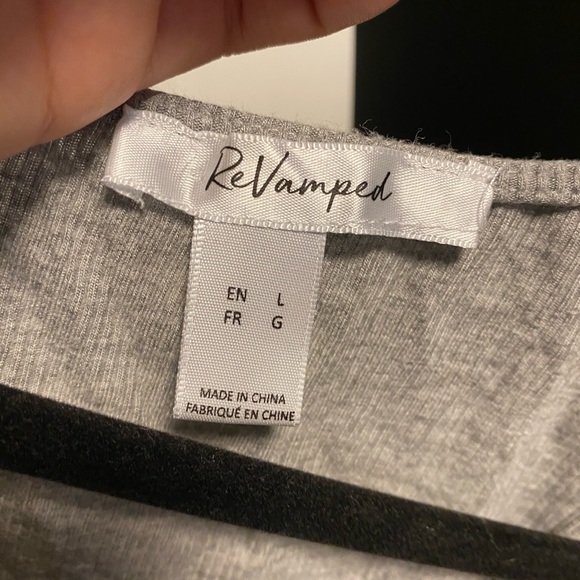 ReVamped
EN L
FR G
MADE IN CHINA
FABRIQUÉ EN CHINE